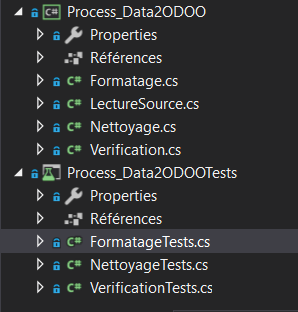 Process_Data2ODOO
Properties
Références
Formatage.cs
LectureSource.cs
Nettoyage.cs
Verification.cs
Process_Data2ODOOTests
Properties
Références
FormatageTests.cs
NettoyageTests.cs
VerificationTests.cs